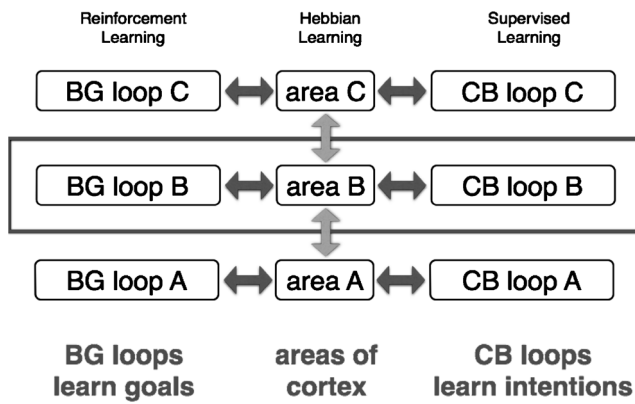 Reinforcement Learning
Hebbian Learning
Supervised Learning
BG loop C
area C
CB loop C
BG loop B
area B
CB loop B
BG loop A
area A
CB loop A
BG loops
learn goals
areas of
cortex
CB loops
learn intentions